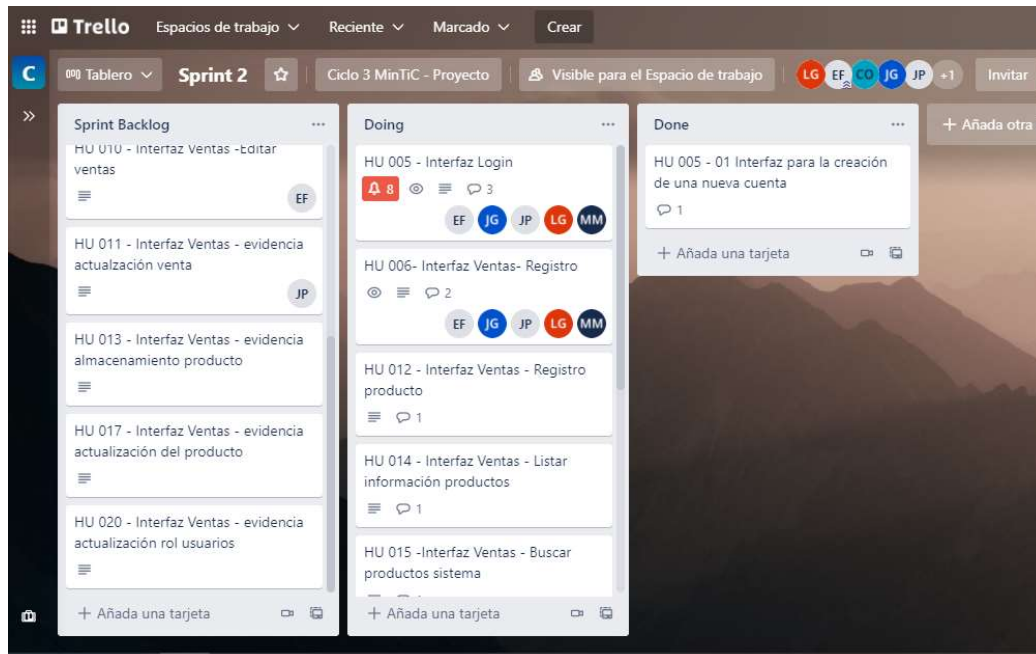 Trello Espacios de trabajo Reciente Marcado Crear
C Tablero Sprint 2 Ciclo 3 MinTiC - Proyecto Visible para el Espacio de trabajo LG EF CO JG JP +1 Invitar
Sprint Backlog
HU 010 - Interfaz Ventas -Editar
ventas
EF
HU 011 - Interfaz Ventas - evidencia
actualzación venta
JP
HU 013 - Interfaz Ventas - evidencia
almacenamiento producto
HU 017 - Interfaz Ventas - evidencia
actualización del producto
HU 020 - Interfaz Ventas - evidencia
actualización rol usuarios
+ Añada una tarjeta
Doing
HU 005 - Interfaz Login
8 3
EF JG JP LG MM
HU 006- Interfaz Ventas- Registro
2
EF JG JP LG MM
HU 012 - Interfaz Ventas - Registro
producto
1
HU 014 - Interfaz Ventas - Listar
información productos
1
HU 015 -Interfaz Ventas - Buscar
productos sistema
+ Añada una tarjeta
Done
HU 005 - 01 Interfaz para la creación
de una nueva cuenta
1
+ Añada una tarjeta
+ Añada otra